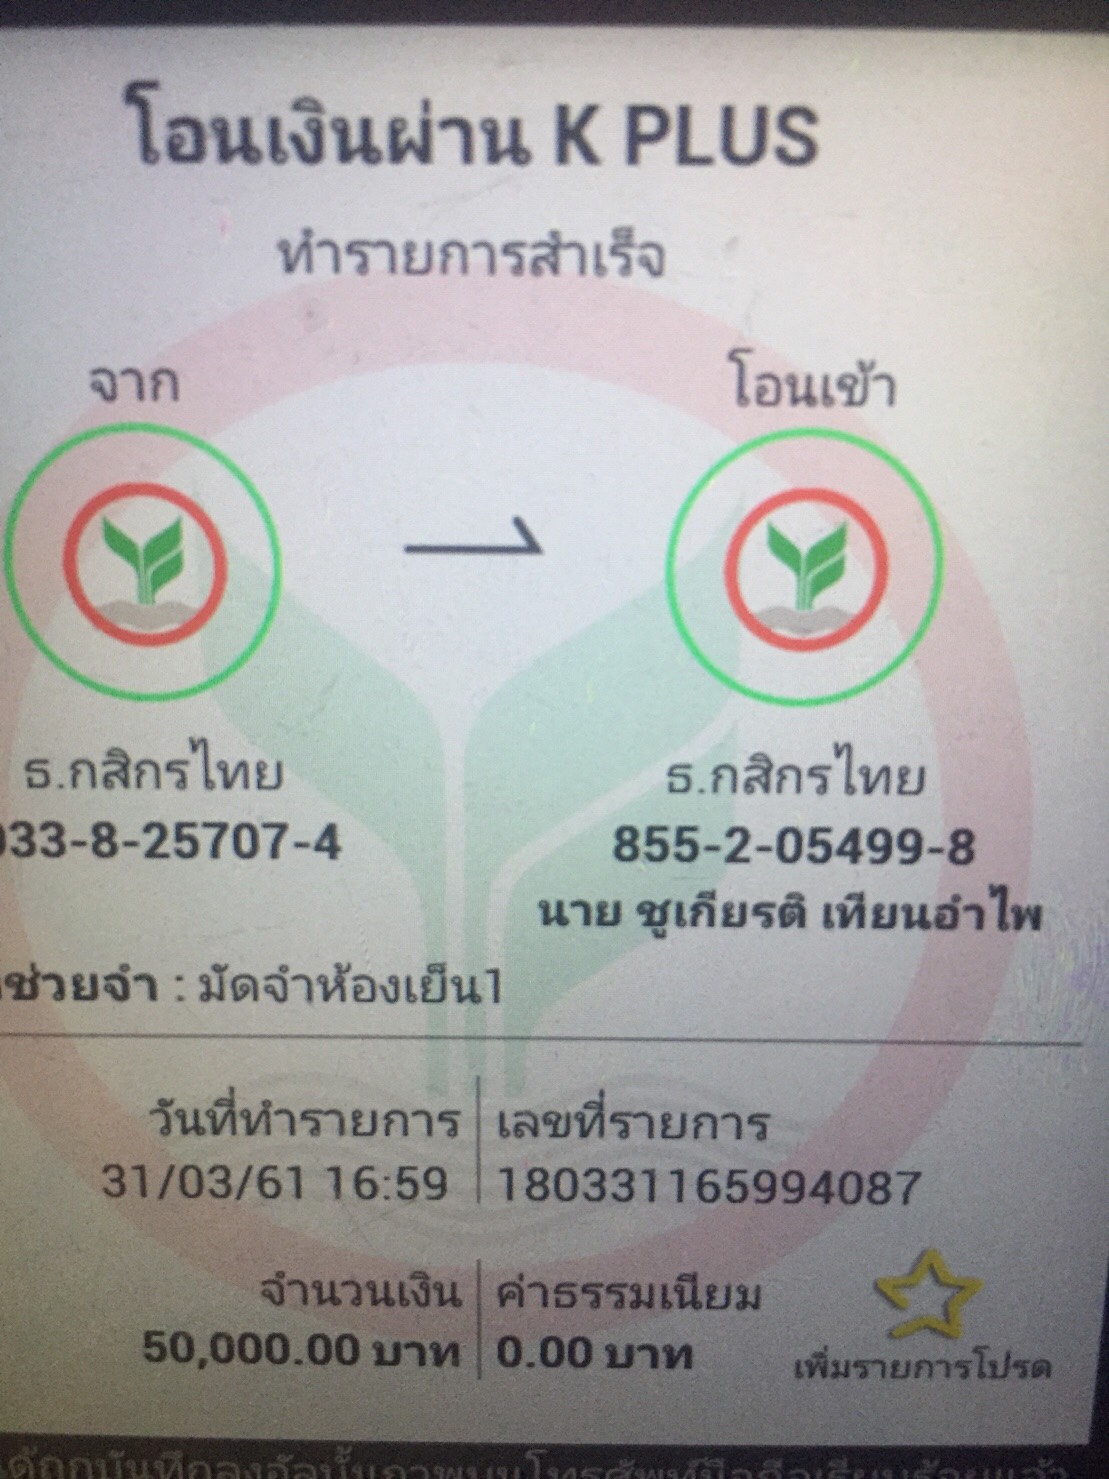 โอนเงินผ่าน K PLUS
ทำรายการสำเร็จ
จาก
โอนเข้า
ธ.กสิกรไทย
033-8-25707-4
ธ.กสิกรไทย
855-2-05499-8
นาย ชูเกียรติ เทียนอำไพ
ช่วยจำ : มัดจำห้องเย็น1
วันที่ทำรายการ
31/03/61 16:59
เลขที่รายการ
180331165994087
จำนวนเงิน
50,000.00 บาท
ค่าธรรมเนียม
0.00 บาท
เพิ่มรายการโปรด